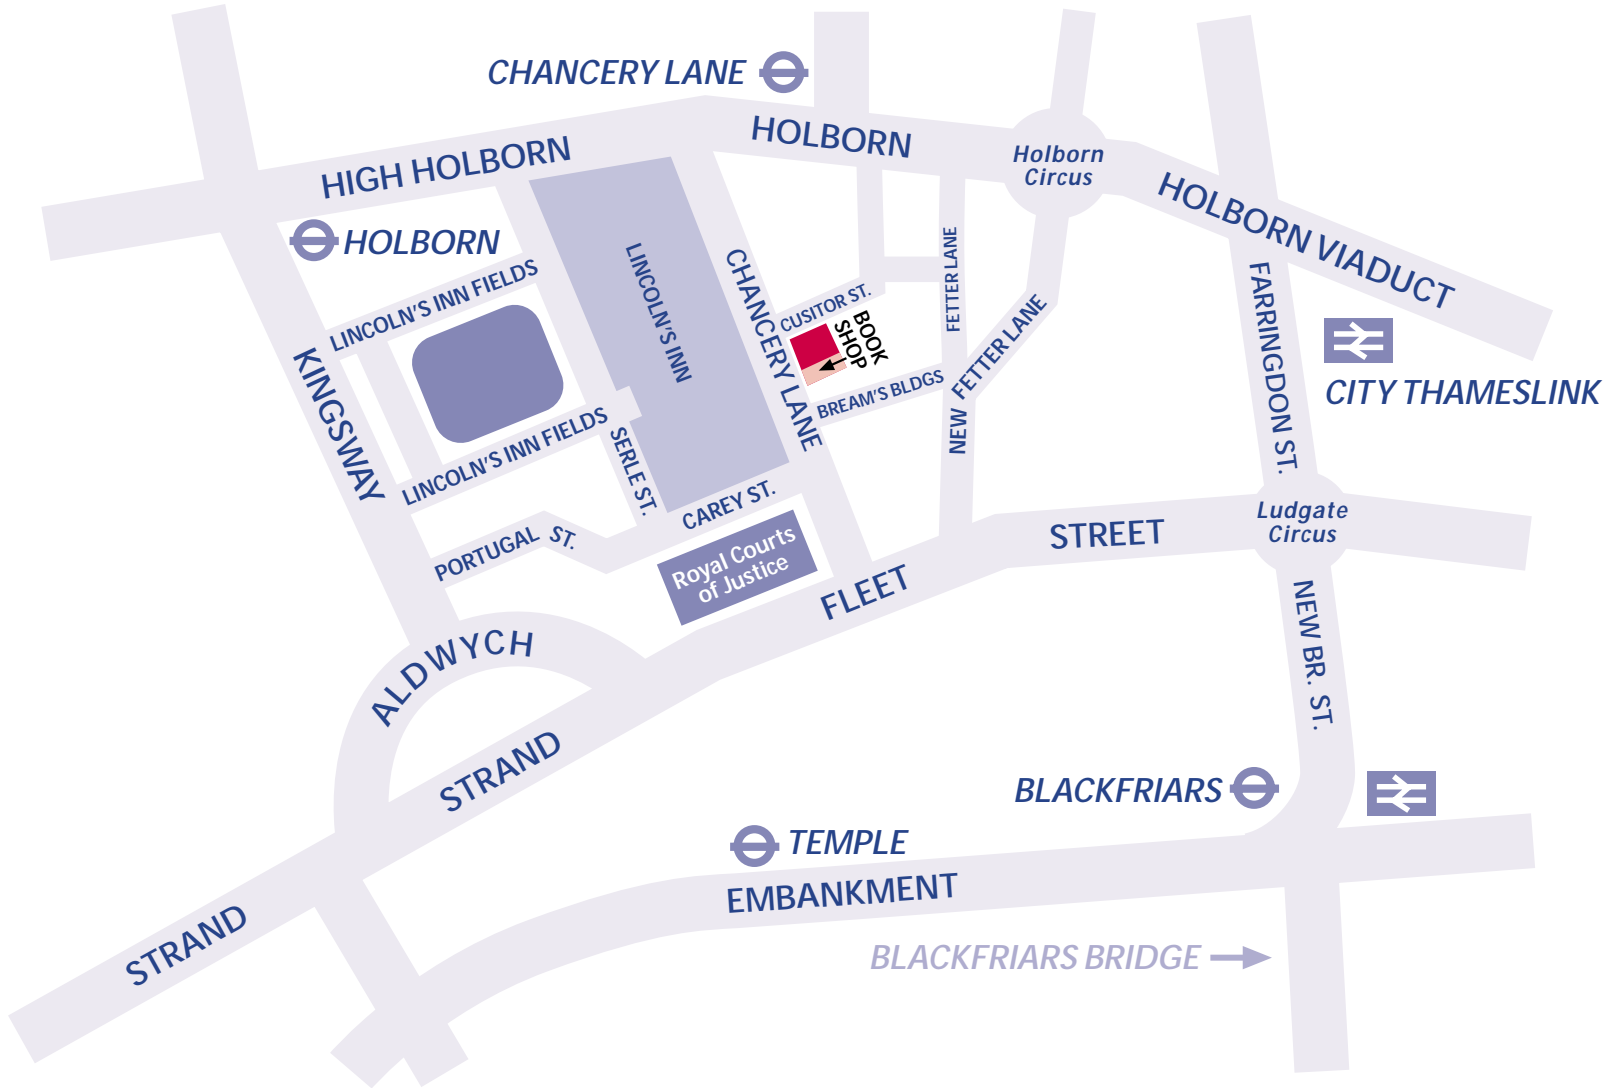 CHANCERY LANE
HOLBORN
HIGH HOLBORN
Holborn
Circus
HOLBORN VIADUCT
HOLBORN
LINCOLN'S INN FIELDS
LINCOLN'S INN
CHANCERY LANE
CUSITOR ST.
BOOK
SHOP
FETTER LANE
NEW FETTER LANE
BREAM'S BLDGS
FARRINGDON ST.
CITY THAMESLINK
KINGSWAY
LINCOLN'S INN FIELDS
SERLE ST.
CAREY ST.
PORTUGAL ST.
Royal Courts
of Justice
FLEET STREET
Ludgate
Circus
NEW BR. ST.
ALDWYCH
STRAND
BLACKFRIARS
TEMPLE
EMBANKMENT
STRAND
BLACKFRIARS BRIDGE